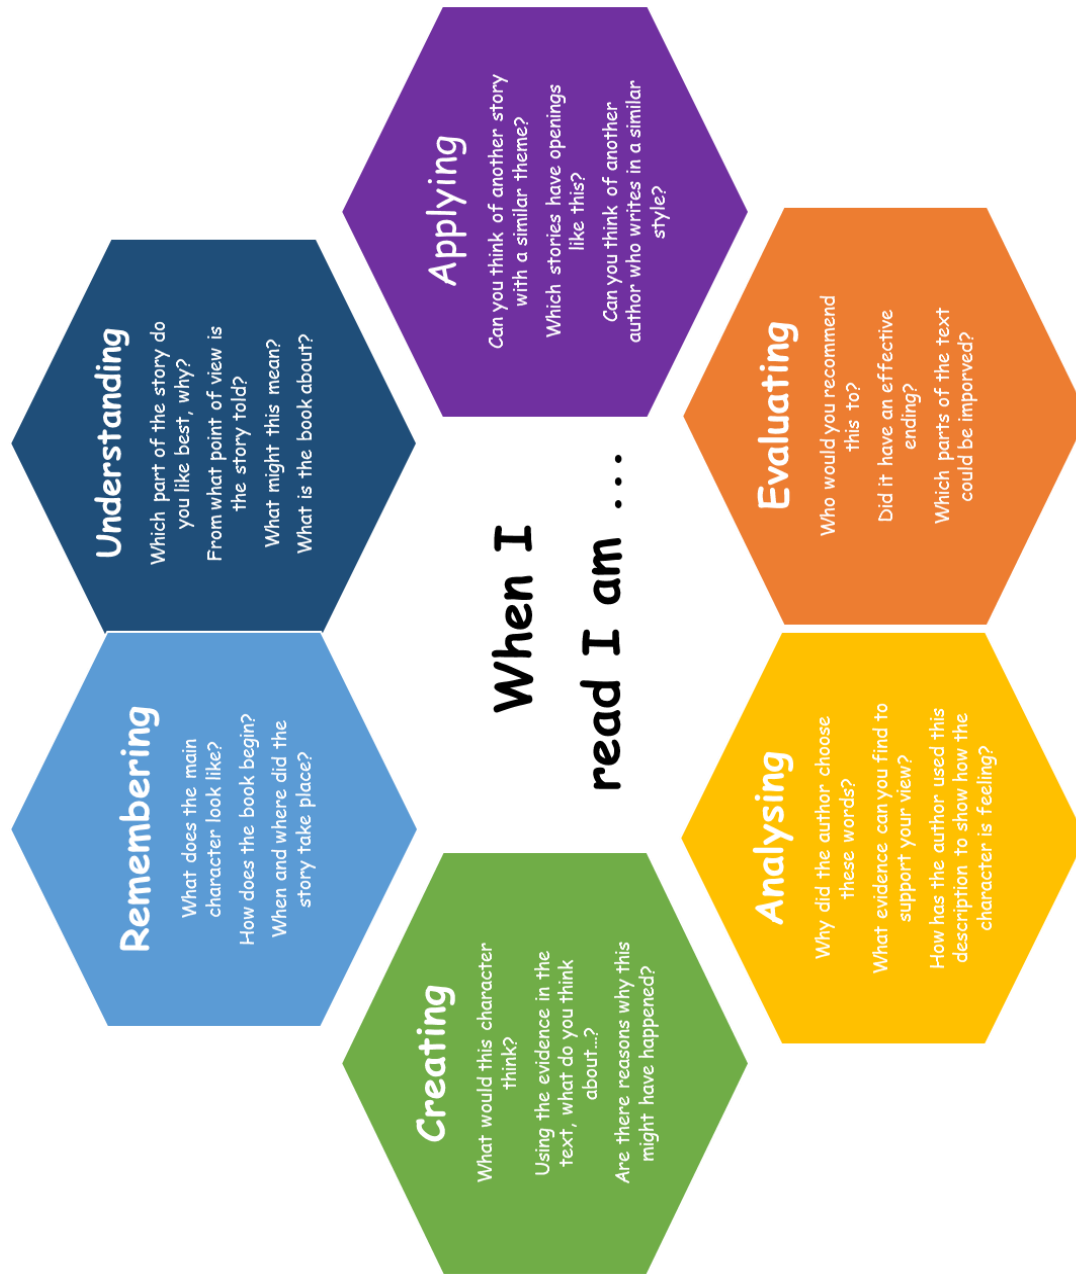 Remembering
What does the main
character look like?
How does the book begin?
When and where did the
story take place?
Understanding
Which part of the story do
you like best, why?
From what point of view is
the story told?
What might this mean?
What is the book about?
Creating
What would this character
think?
Using the evidence in the
text, what do you think
about...?
Are there reasons why this
might have happened?
When I
read I am ...
Applying
Can you think of another story
with a similar theme?
Which stories have openings
like this?
Can you think of another
author who writes in a similar
style?
Analysing
Why did the author choose
these words?
What evidence can you find to
support your view?
How has the author used this
description to show how the
character is feeling?
Evaluating
Who would you recommend
this to?
Did it have an effective
ending?
Which parts of the text
could be imporved?